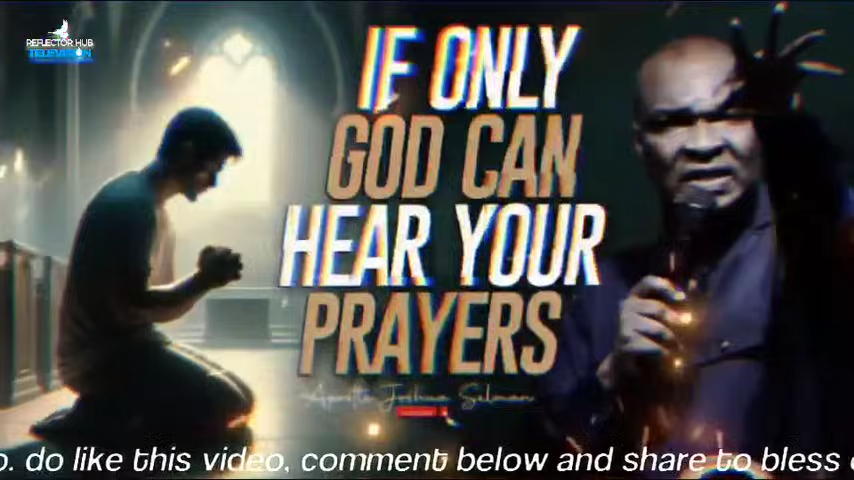 REFLECTOR HUB
TELEVISION
IF ONLY
GOD CAN
HEAR YOUR
PRAYERS
Apostle Joshua Selman
o. do like this video, comment below and share to bless